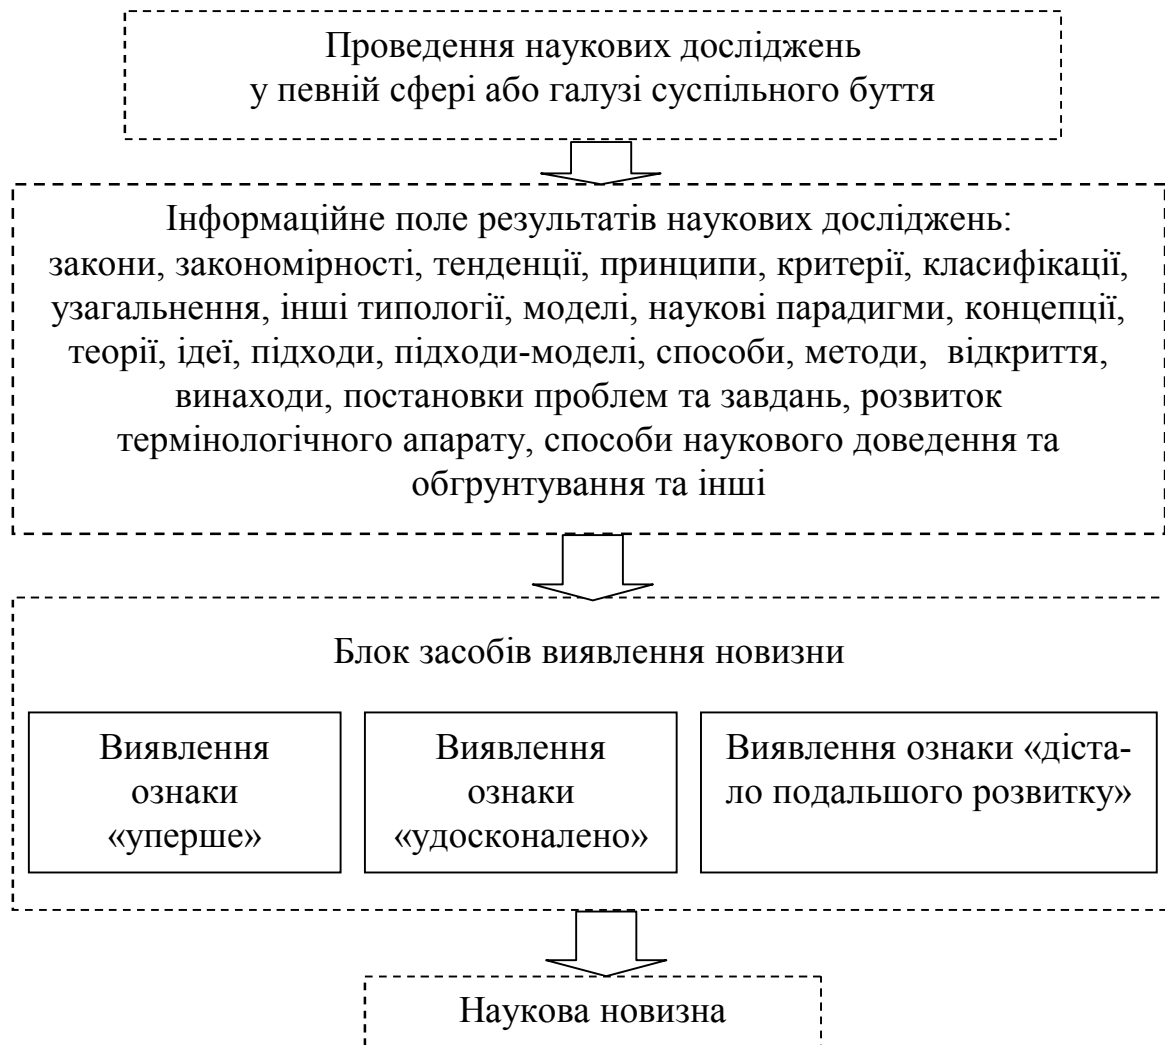 Проведення наукових досліджень
у певній сфері або галузі суспільного буття
Інформаційне поле результатів наукових досліджень:
закони, закономірності, тенденції, принципи, критерії, класифікації,
узагальнення, інші типології, моделі, наукові парадигми, концепції,
теорії, ідеї, підходи, підходи-моделі, способи, методи, відкриття,
винаходи, постановки проблем та завдань, розвиток
термінологічного апарату, способи наукового доведення та
обгрунтування та інші
Блок засобів виявлення новизни
Виявлення
ознаки
«уперше»
Виявлення
ознаки
«удосконалено»
Виявлення ознаки «діста-
ло подальшого розвитку»
Наукова новизна